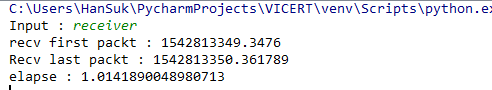 C:\Users\HanSuk\PycharmProjects\VICERT\venv\Scripts\python.ex
Input : receiver
recv first packt : 1542813349.3476
Recv last packt : 1542813350.361789
elapse : 1.0141890048980713